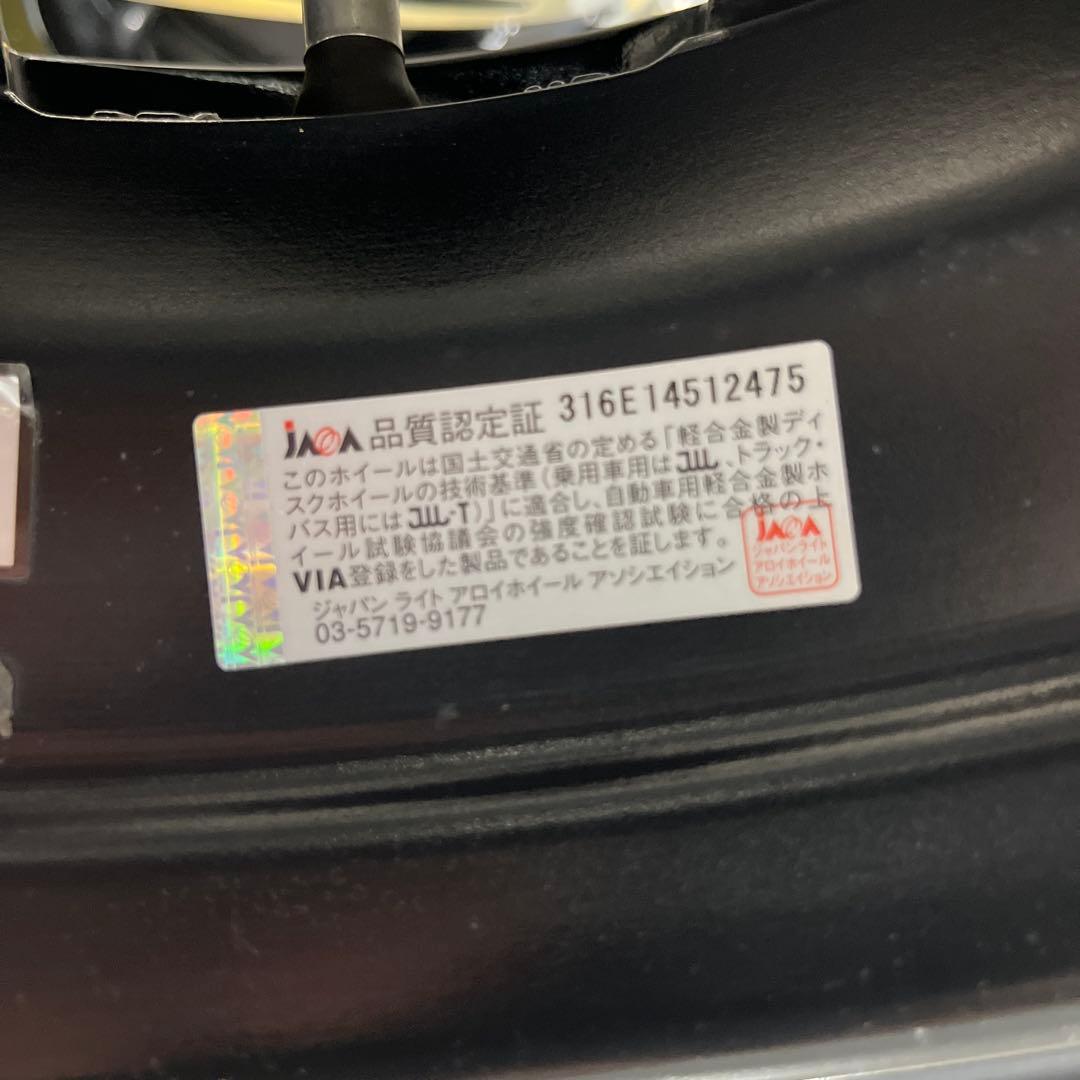 JAWA 品質認定証 316E14512475
このホイールは国土交通省の定める「軽合金製ディ
スクホイールの技術基準(乗用車用はJWL、トラック・
バス用にはJWL-T)」に適合し、自動車用軽合金製ホ
イール試験協議会の強度確認試験に合格の上
VIA登録をした製品であることを証します。
ジャパン ライト アロイホイール アソシエイション
03-5719-9177
JAWA
ジャパンライト
アロイホイール
アソシエイション